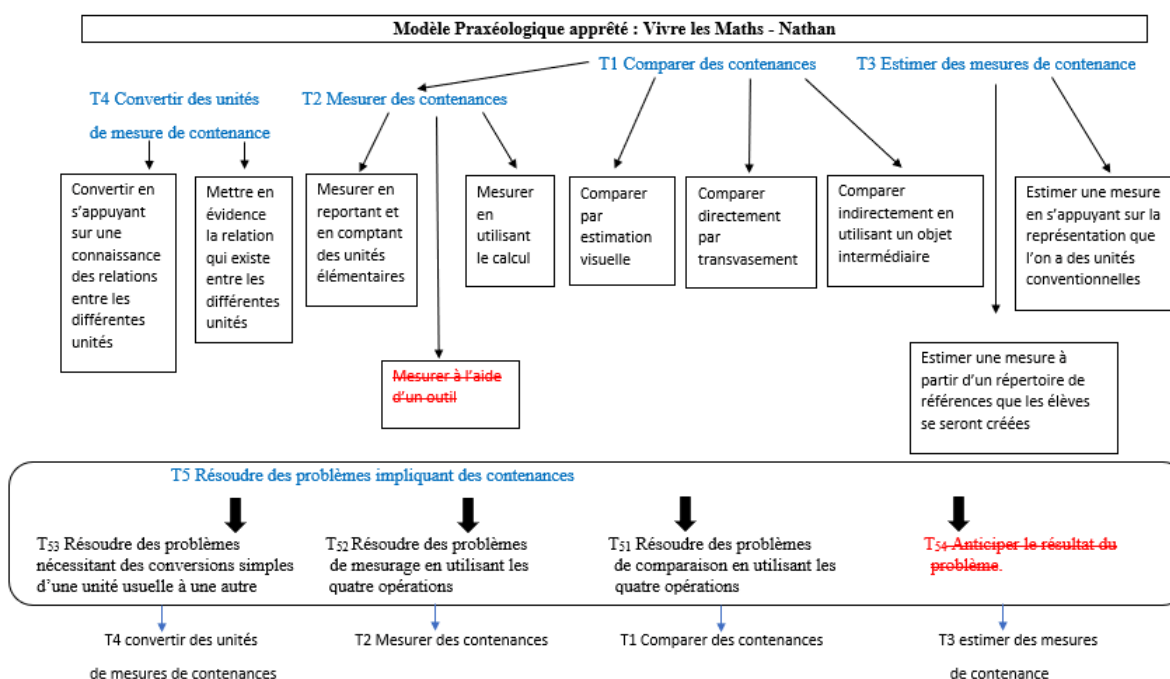 Modèle Praxéologique apprêté : Vivre les Maths - Nathan
T1 Comparer des contenances
T3 Estimer des mesures de contenance
T4 Convertir des unités
de mesure de contenance
T2 Mesurer des contenances
Convertir en
s'appuyant
sur une
connaissance
des relations
entre les
différentes
unités
Mettre en
évidence
la relation
qui existe
entre les
différentes
unités
Mesurer en
reportant et
en comptant
des unités
élémentaires
Mesurer
en
utilisant
le calcul
Comparer
par
estimation
visuelle
Comparer
directement
par
transvasement
Comparer
indirectement en
utilisant un objet
intermédiaire
Estimer une mesure
en s'appuyant sur la
représentation que
l'on a des unités
conventionnelles
Mesurer à l'aide
d'un outil
Estimer une mesure à
partir d'un répertoire de
références que les élèves
se seront créées
T5 Résoudre des problèmes impliquant des contenances
T53 Résoudre des problèmes
nécessitant des conversions simples
d'une unité usuelle à une autre
T52 Résoudre des problèmes
de mesurage en utilisant les
quatre opérations
T51 Résoudre des problèmes
de comparaison en utilisant les
quatre opérations
T54 Anticiper le résultat du
problème.
T4 convertir des unités
de mesures de contenances
T2 Mesurer des contenances
T1 Comparer des contenances
T3 estimer des mesures
de contenance